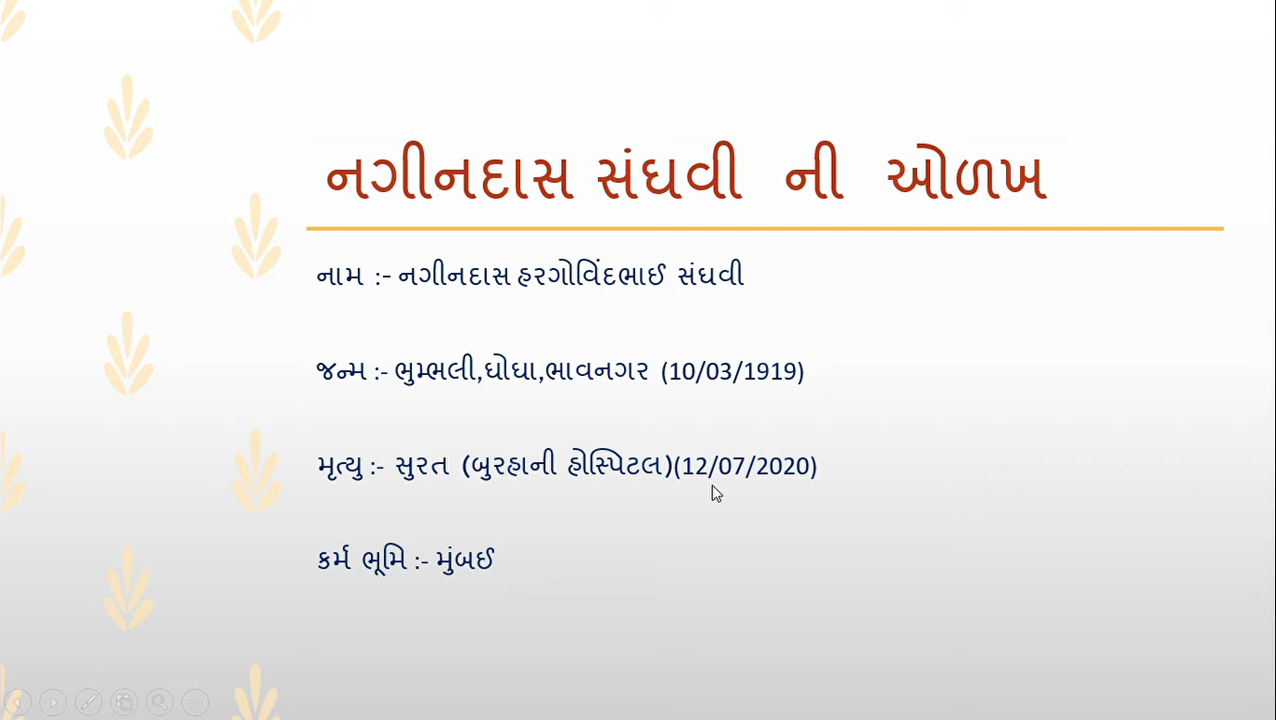 નગીનદાસ સંઘવી ની ઓળખ
નામ :- નગીનદાસ હરગોવિંદભાઈ સંઘવી
જન્મ :- ભુમ્ભલી,ઘોઘા,ભાવનગર (10/03/1919)
મૃત્યુ :- સુરત (બુરહાની હોસ્પિટલ)(12/07/2020)
કર્મ ભૂમિ :- મુંબઈ